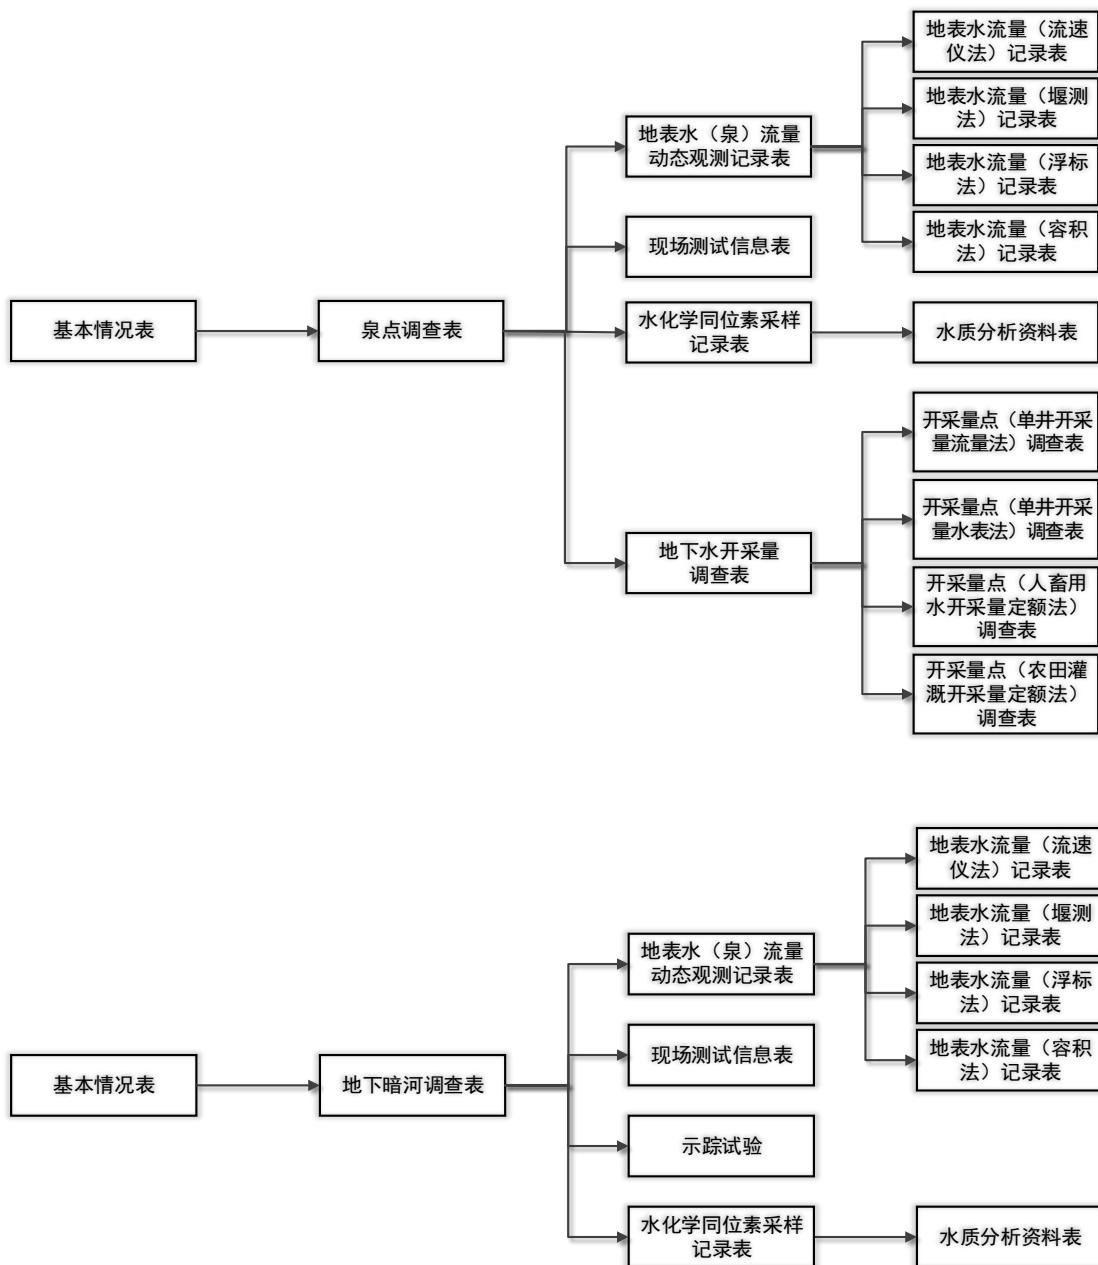 基本情况表
泉点调查表
地表水（泉）流量
动态观测记录表
现场测试信息表
水化学同位素采样
记录表
地下水开采量
调查表
地表水流量（流速
仪法）记录表
地表水流量（堰测
法）记录表
地表水流量（浮标
法）记录表
地表水流量（容积
法）记录表
水质分析资料表
开采量点（单井开采
量流量法）调查表
开采量点（单井开采
量水表法）调查表
开采量点（人畜用
水开采量定额法）
调查表
开采量点（农田灌
溉开采量定额法）
调查表
基本情况表
地下暗河调查表
地表水（泉）流量
动态观测记录表
现场测试信息表
示踪试验
水化学同位素采样
记录表
地表水流量（流速
仪法）记录表
地表水流量（堰测
法）记录表
地表水流量（浮标
法）记录表
地表水流量（容积
法）记录表
水质分析资料表